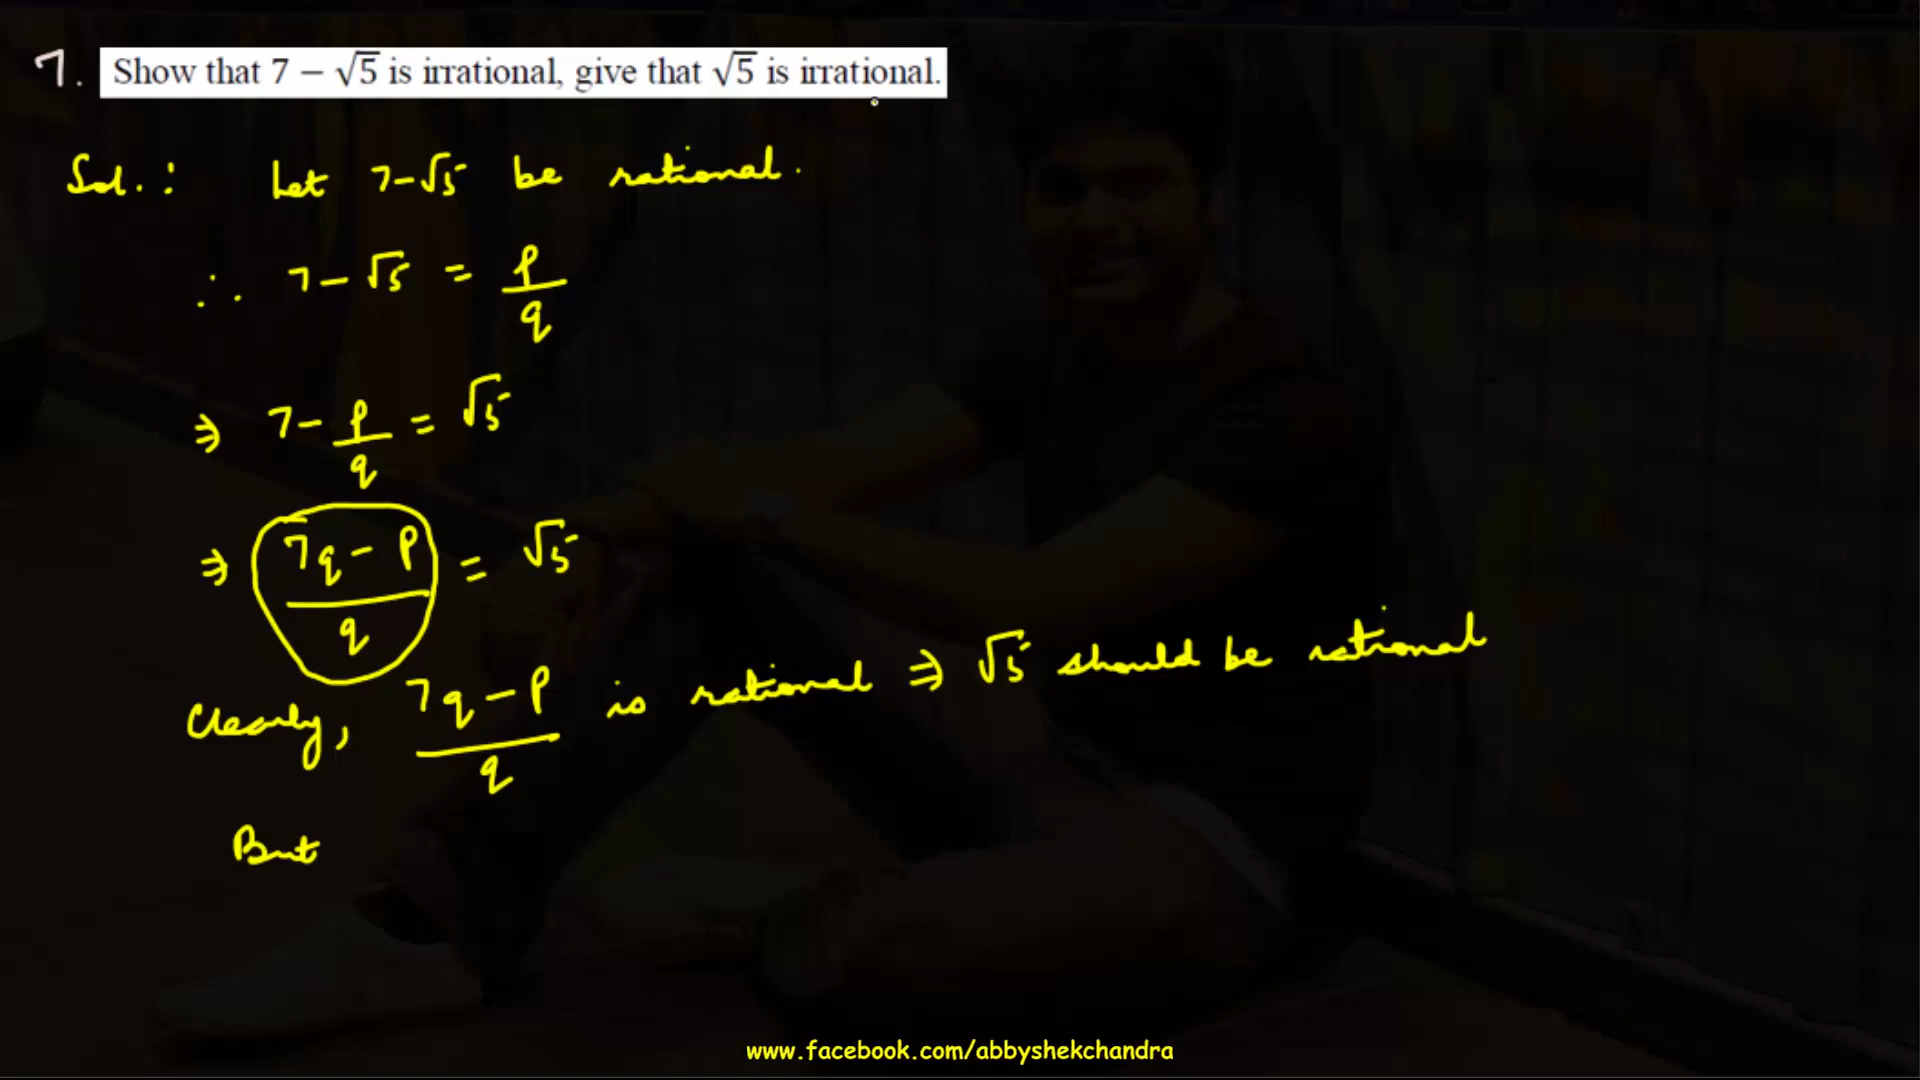 7. Show that 7 − √5 is irrational, give that √5 is irrational.
Sol. : Let 7-√5 be rational.
∴ 7-√5 = p/q
⇒ 7 - p/q = √5
⇒ (7q - p)/q = √5
Clearly, (7q - p)/q is rational ⇒ √5 should be rational
But
www.facebook.com/abbyshekchandra